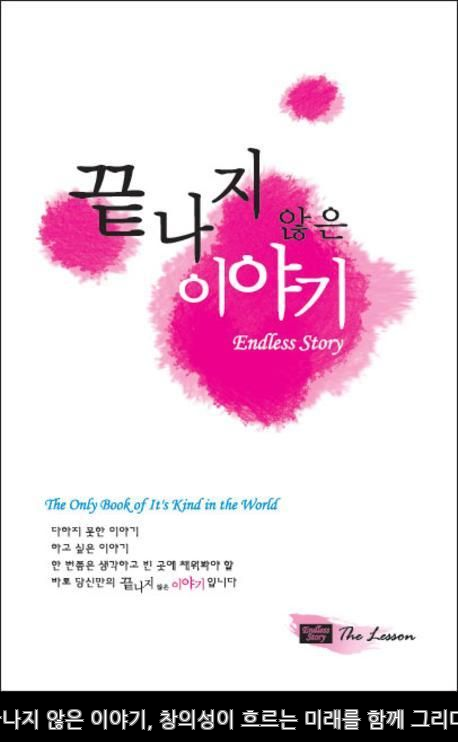 끝나지 않은
이야기
Endless Story
The Only Book of It's Kind in the World
다하지 못한 이야기
하고 싶은 이야기
한 번쯤은 생각하고 빈 곳에 채워봐야 할
바로 당신만의 끝나지 않은 이야기 입니다
Endless
Story
The Lesson
나지 않은 이야기, 창의성이 흐르는 미래를 함께 그리다